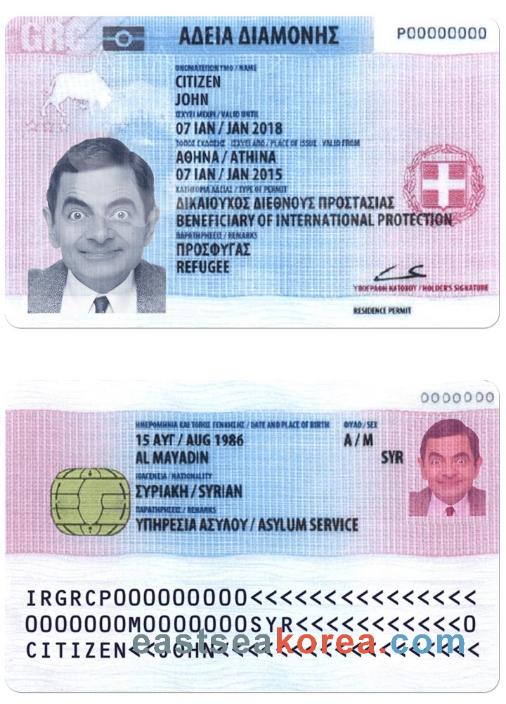 GRC
ΑΔΕΙΑ ΔΙΑΜΟΝΗΣ
P00000000
ΟΝΟΜΑΤΕΠΩΝΥΜΟ / NAME
CITIZEN
JOHN
ΙΣΧΥΕΙ ΜΕΧΡΙ / VALID UNTIL
07 ΙΑΝ / JAN 2018
ΤΟΠΟΣ ΕΚΔΟΣΗΣ - ΙΣΧΥΕΙ ΑΠΟ / PLACE OF ISSUE - VALID FROM
ΑΘΗΝΑ / ATHINA
07 ΙΑΝ / JAN 2015
ΚΑΤΗΓΟΡΙΑ ΑΔΕΙΑΣ / TYPE OF PERMIT
ΔΙΚΑΙΟΥΧΟΣ ΔΙΕΘΝΟΥΣ ΠΡΟΣΤΑΣΙΑΣ
BENEFICIARY OF INTERNATIONAL PROTECTION
ΠΑΡΑΤΗΡΗΣΕΙΣ / REMARKS
ΠΡΟΣΦΥΓΑΣ
REFUGEE
ΥΠΟΓΡΑΦΗ ΚΑΤΟΧΟΥ / HOLDER'S SIGNATURE
RESIDENCE PERMIT
0000000
ΗΜΕΡΟΜΗΝΙΑ ΚΑΙ ΤΟΠΟΣ ΓΕΝΝΗΣΗΣ / DATE AND PLACE OF BIRTH ΦΥΛΟ / SEX
15 ΑΥΓ / AUG 1986 Α / M
AL MAYADIN SYR
ΙΘΑΓΕΝΕΙΑ / NATIONALITY
ΣΥΡΙΑΚΗ / SYRIAN
ΠΑΡΑΤΗΡΗΣΕΙΣ / REMARKS
ΥΠΗΡΕΣΙΑ ΑΣΥΛΟΥ / ASYLUM SERVICE
IRGRCP000000000<<<<<<<<<<<<<<<
0000000M0000000SYR<<<<<<<<<<<0
CITIZEN<<JOHN<<<<<<<<<<<<<<<<<
eastseakorea.com